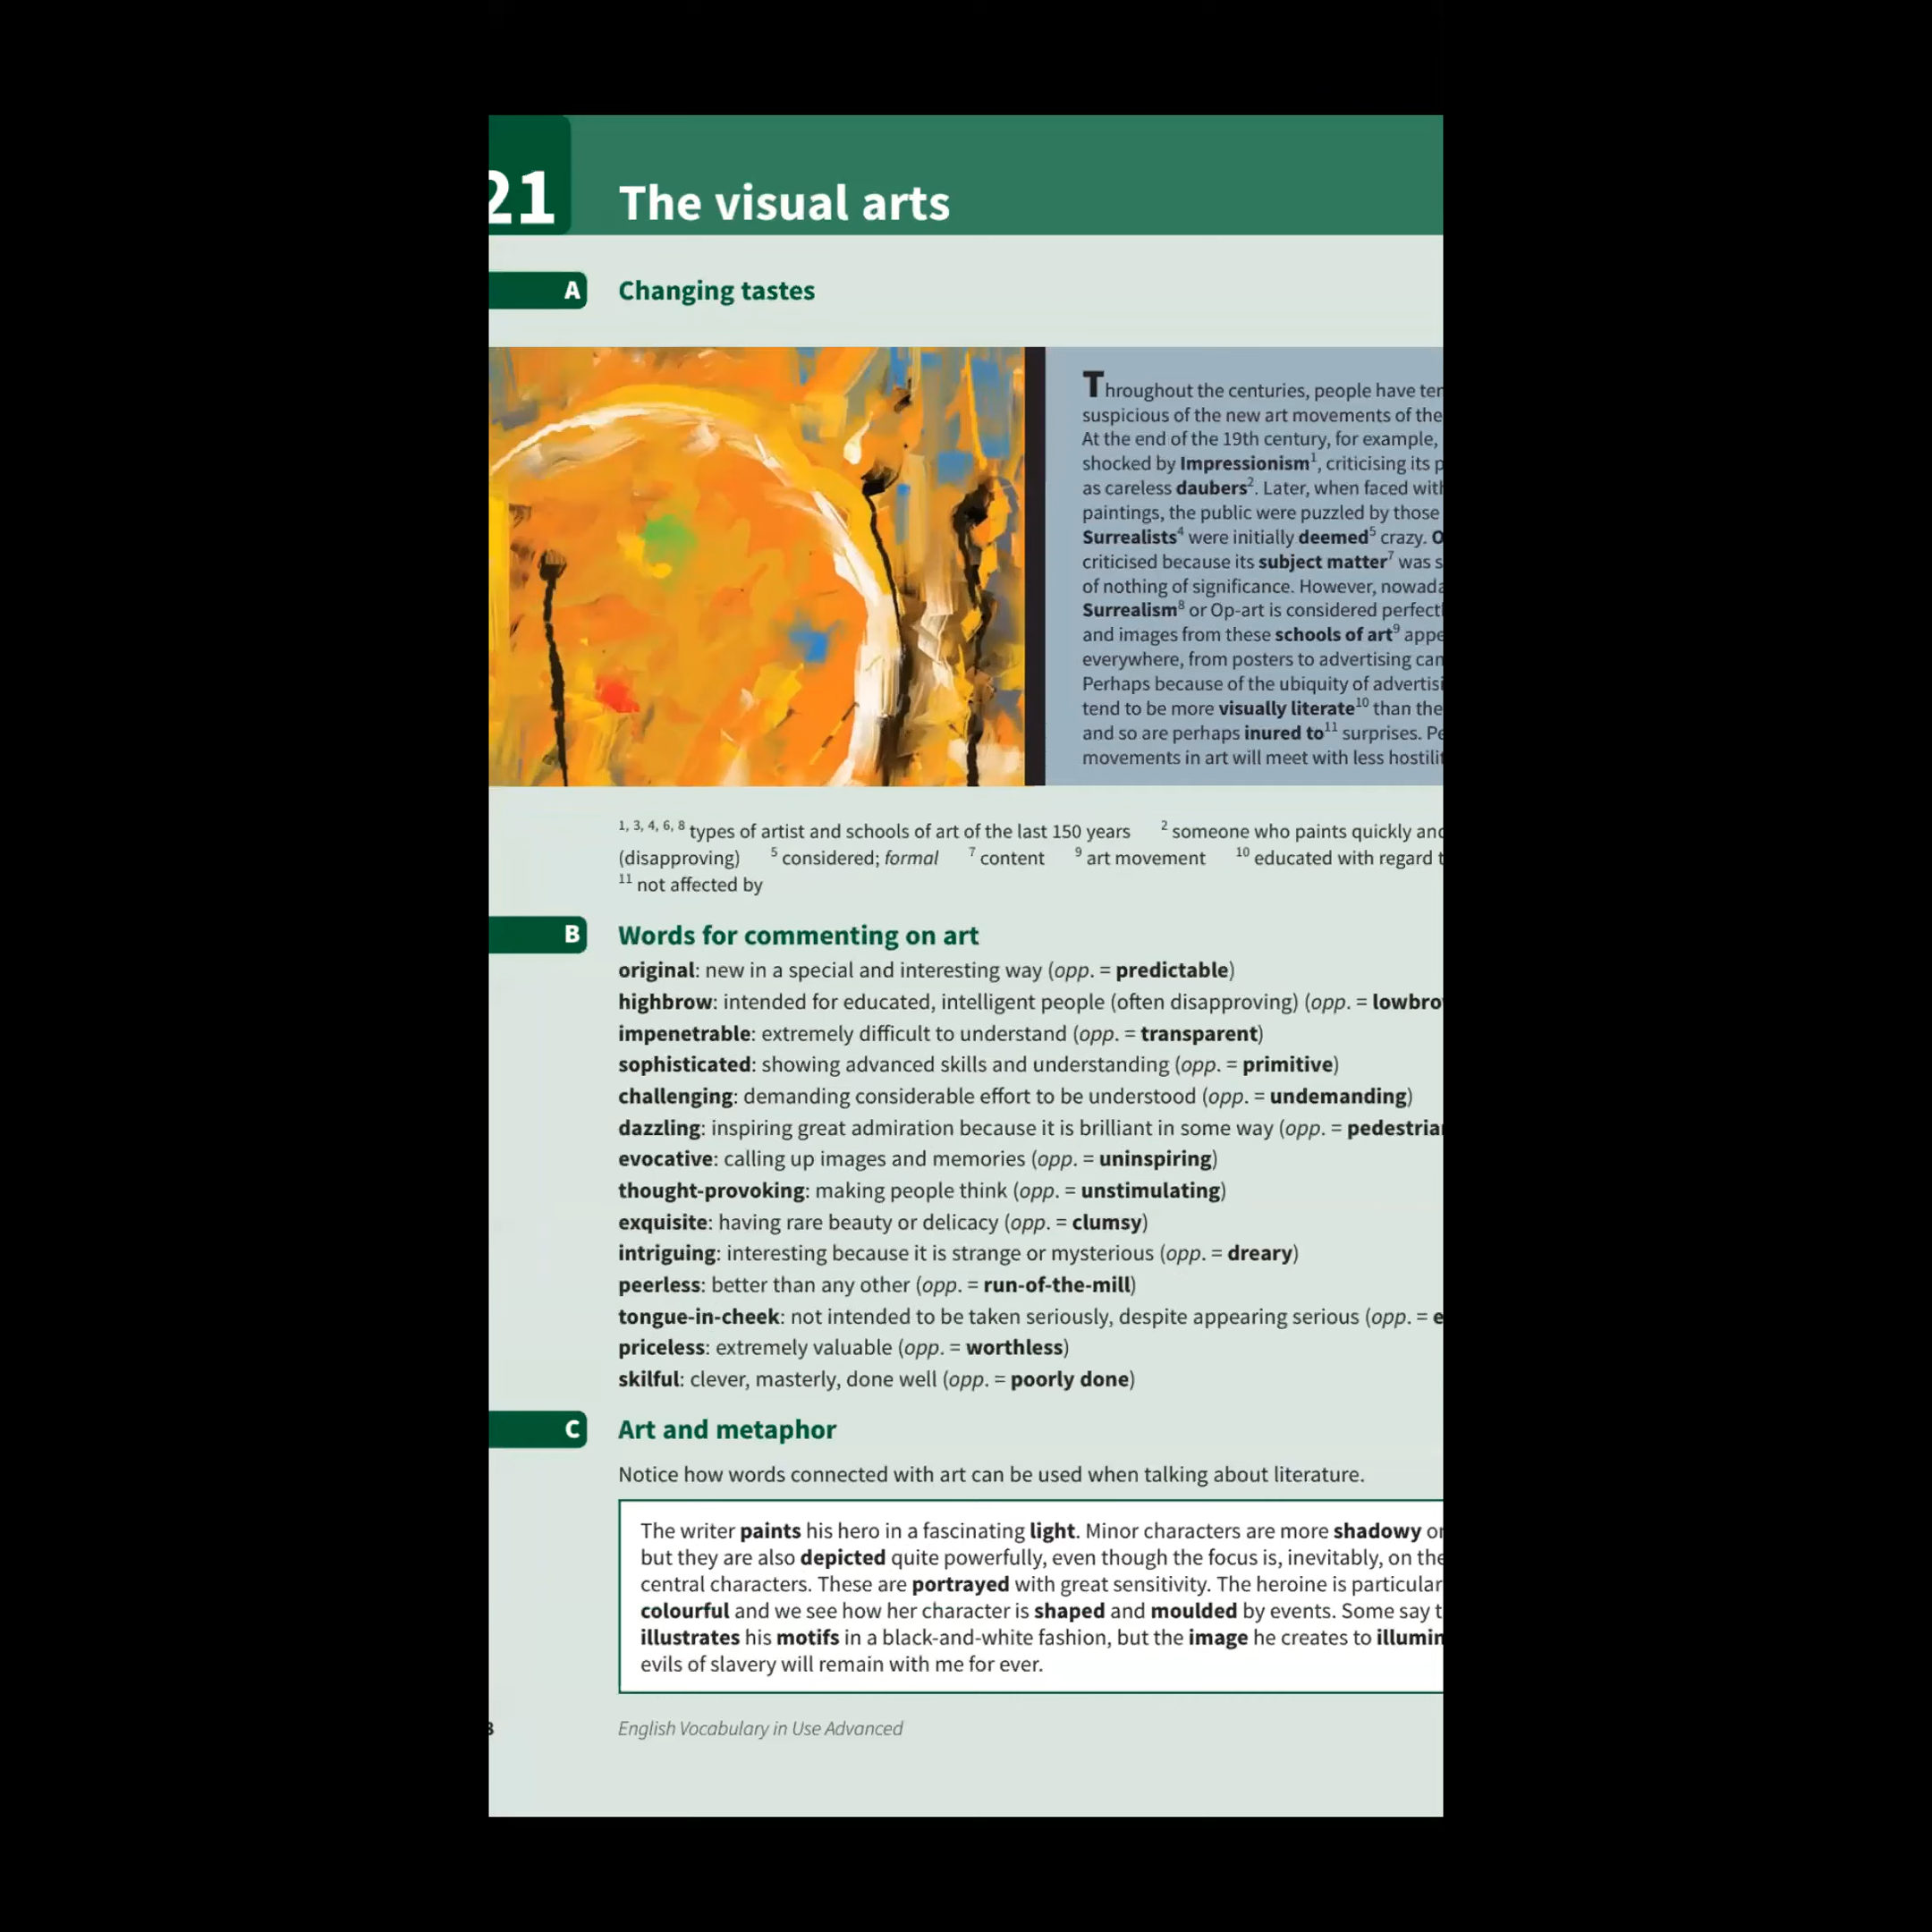 21
The visual arts
A
Changing tastes
Throughout the centuries, people have
suspicious of the new art movements of the
At the end of the 19th century, for example,
shocked by Impressionism1, criticising its
as careless daubers2. Later, when faced
paintings, the public were puzzled by those
Surrealists4 were initially deemed5 crazy.
criticised because its subject matter7 was
of nothing of significance. However,
Surrealism8 or Op-art is considered
and images from these schools of art9
everywhere, from posters to advertising
Perhaps because of the ubiquity of
tend to be more visually literate10 than the
and so are perhaps inured to11 surprises.
movements in art will meet with less
1, 3, 4, 6, 8 types of artist and schools of art of the last 150 years 2 someone who paints quickly
(disapproving) 5 considered; formal 7 content 9 art movement 10 educated with regard
11 not affected by
B
Words for commenting on art
original: new in a special and interesting way (opp. = predictable)
highbrow: intended for educated, intelligent people (often disapproving) (opp. =
impenetrable: extremely difficult to understand (opp. = transparent)
sophisticated: showing advanced skills and understanding (opp. = primitive)
challenging: demanding considerable effort to be understood (opp. = undemanding)
dazzling: inspiring great admiration because it is brilliant in some way (opp. =
evocative: calling up images and memories (opp. = uninspiring)
thought-provoking: making people think (opp. = unstimulating)
exquisite: having rare beauty or delicacy (opp. = clumsy)
intriguing: interesting because it is strange or mysterious (opp. = dreary)
peerless: better than any other (opp. = run-of-the-mill)
tongue-in-cheek: not intended to be taken seriously, despite appearing serious (opp. =
priceless: extremely valuable (opp. = worthless)
skilful: clever, masterly, done well (opp. = poorly done)
C
Art and metaphor
Notice how words connected with art can be used when talking about literature.
The writer paints his hero in a fascinating light. Minor characters are more shadowy
but they are also depicted quite powerfully, even though the focus is, inevitably, on the
central characters. These are portrayed with great sensitivity. The heroine is
colourful and we see how her character is shaped and moulded by events. Some say
illustrates his motifs in a black-and-white fashion, but the image he creates to
evils of slavery will remain with me for ever.
English Vocabulary in Use Advanced